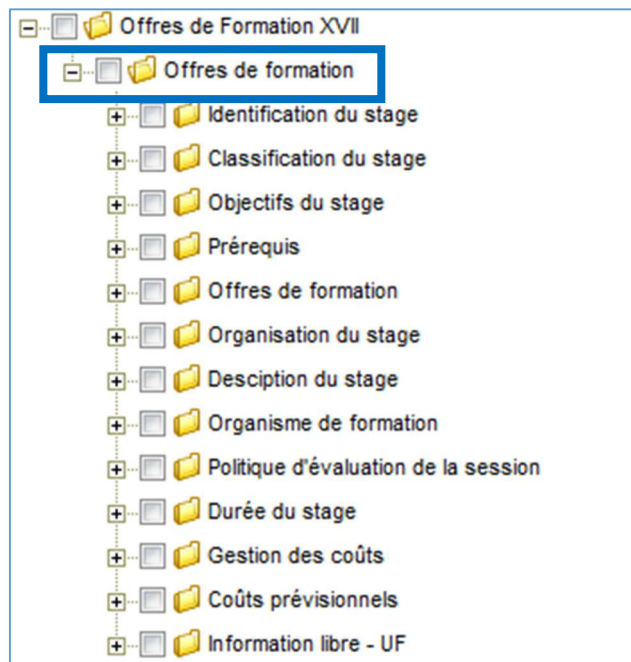 Offres de Formation XVII
Offres de formation
Identification du stage
Classification du stage
Objectifs du stage
Prérequis
Offres de formation
Organisation du stage
Desciption du stage
Organisme de formation
Politique d'évaluation de la session
Durée du stage
Gestion des coûts
Coûts prévisionnels
Information libre - UF